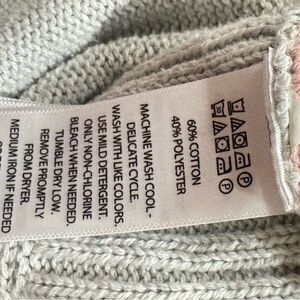 60% COTTON
40% POLYESTER
MACHINE WASH COOL-
DELICATE CYCLE.
WASH WITH LIKE COLORS.
USE MILD DETERGENT.
ONLY NON-CHLORINE
BLEACH WHEN NEEDED.
TUMBLE DRY LOW.
REMOVE PROMPTLY
FROM DRYER.
MEDIUM IRON IF NEEDED